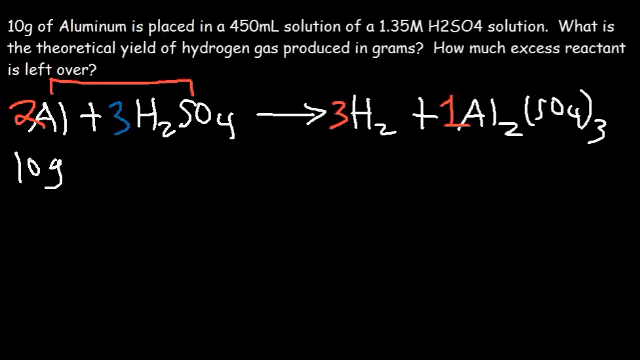 10g of Aluminum is placed in a 450mL solution of a 1.35M H2SO4 solution. What is
the theoretical yield of hydrogen gas produced in grams? How much excess reactant
is left over?
2Al + 3H₂SO₄ → 3H₂ + 1Al₂(SO₄)₃
10g